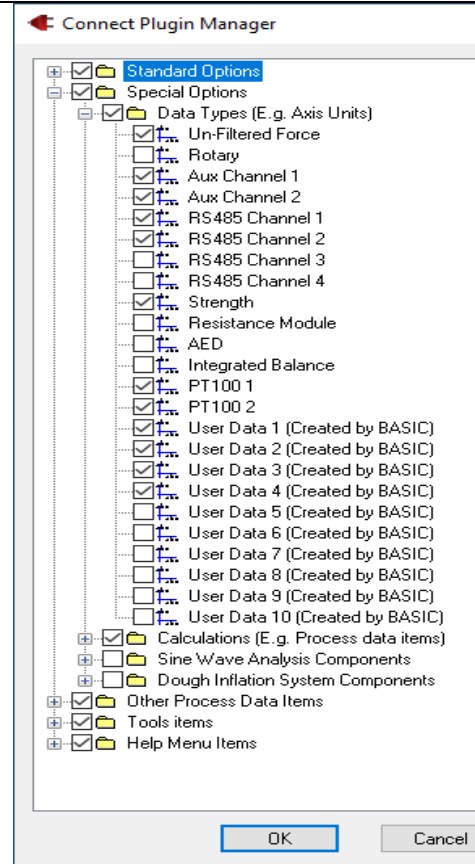 Connect Plugin Manager
Standard Options
Special Options
Data Types (E.g. Axis Units)
Un-Filtered Force
Rotary
Aux Channel 1
Aux Channel 2
RS485 Channel 1
RS485 Channel 2
RS485 Channel 3
RS485 Channel 4
Strength
Resistance Module
AED
Integrated Balance
PT100 1
PT100 2
User Data 1 (Created by BASIC)
User Data 2 (Created by BASIC)
User Data 3 (Created by BASIC)
User Data 4 (Created by BASIC)
User Data 5 (Created by BASIC)
User Data 6 (Created by BASIC)
User Data 7 (Created by BASIC)
User Data 8 (Created by BASIC)
User Data 9 (Created by BASIC)
User Data 10 (Created by BASIC)
Calculations (E.g. Process data items)
Sine Wave Analysis Components
Dough Inflation System Components
Other Process Data Items
Tools items
Help Menu Items
OK Cancel